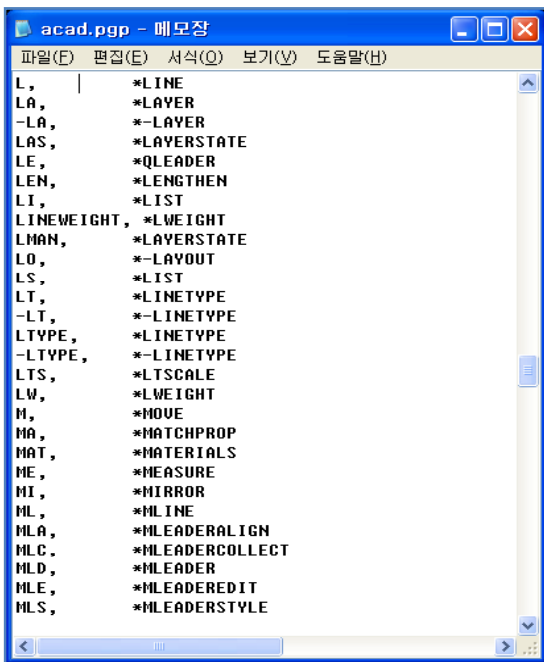 acad.pgp - 메모장
파일(F) 편집(E) 서식(O) 보기(V) 도움말(H)
L, *LINE
LA, *LAYER
-LA, *-LAYER
LAS, *LAYERSTATE
LE, *QLEADER
LEN, *LENGTHEN
LI, *LIST
LINEWEIGHT, *LWEIGHT
LMAN, *LAYERSTATE
LO, *-LAYOUT
LS, *LIST
LT, *LINETYPE
-LT, *-LINETYPE
LTYPE, *LINETYPE
-LTYPE, *-LINETYPE
LTS, *LTSCALE
LW, *LWEIGHT
M, *MOVE
MA, *MATCHPROP
MAT, *MATERIALS
ME, *MEASURE
MI, *MIRROR
ML, *MLINE
MLA, *MLEADERALIGN
MLC, *MLEADERCOLLECT
MLD, *MLEADER
MLE, *MLEADEREDIT
MLS, *MLEADERSTYLE